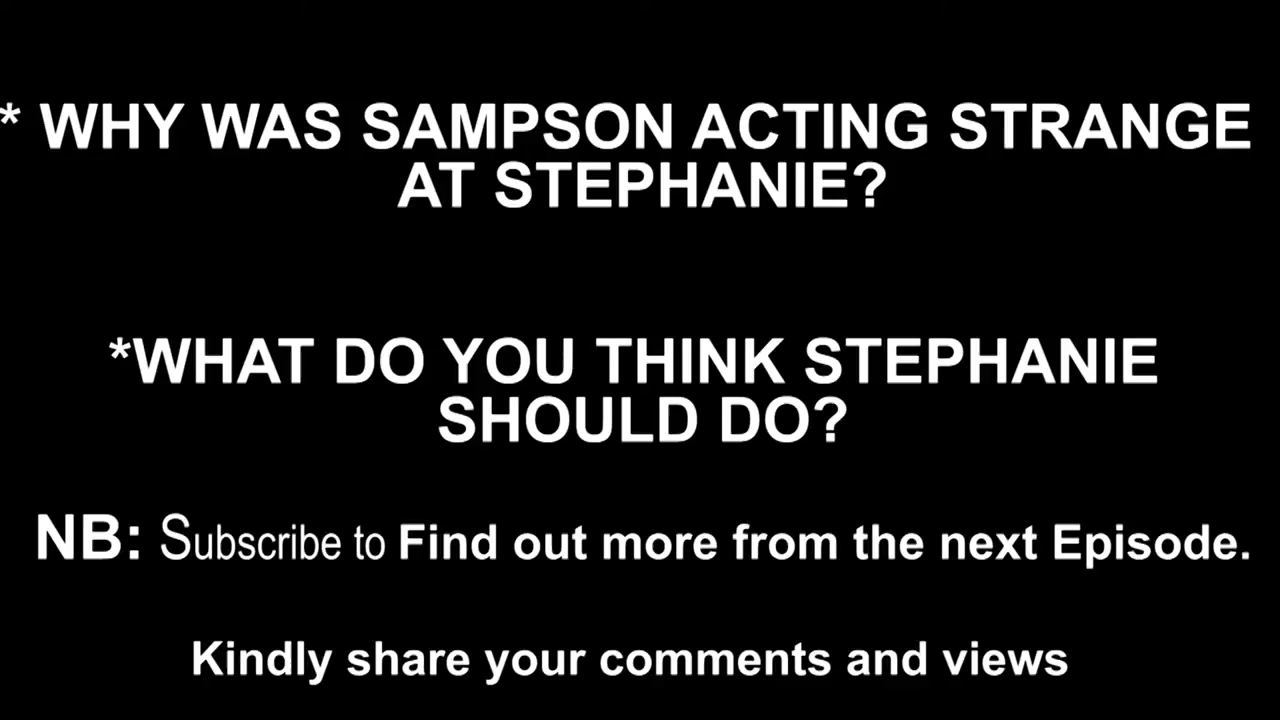 * WHY WAS SAMPSON ACTING STRANGE
AT STEPHANIE?
*WHAT DO YOU THINK STEPHANIE
SHOULD DO?
NB: Subscribe to Find out more from the next Episode.
Kindly share your comments and views